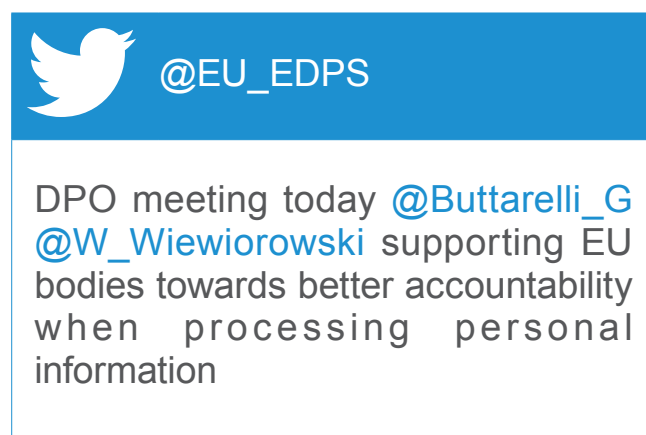 @EU_EDPS
DPO meeting today @Buttarelli_G
@W_Wiewiorowski supporting EU
bodies towards better accountability
when processing personal
information